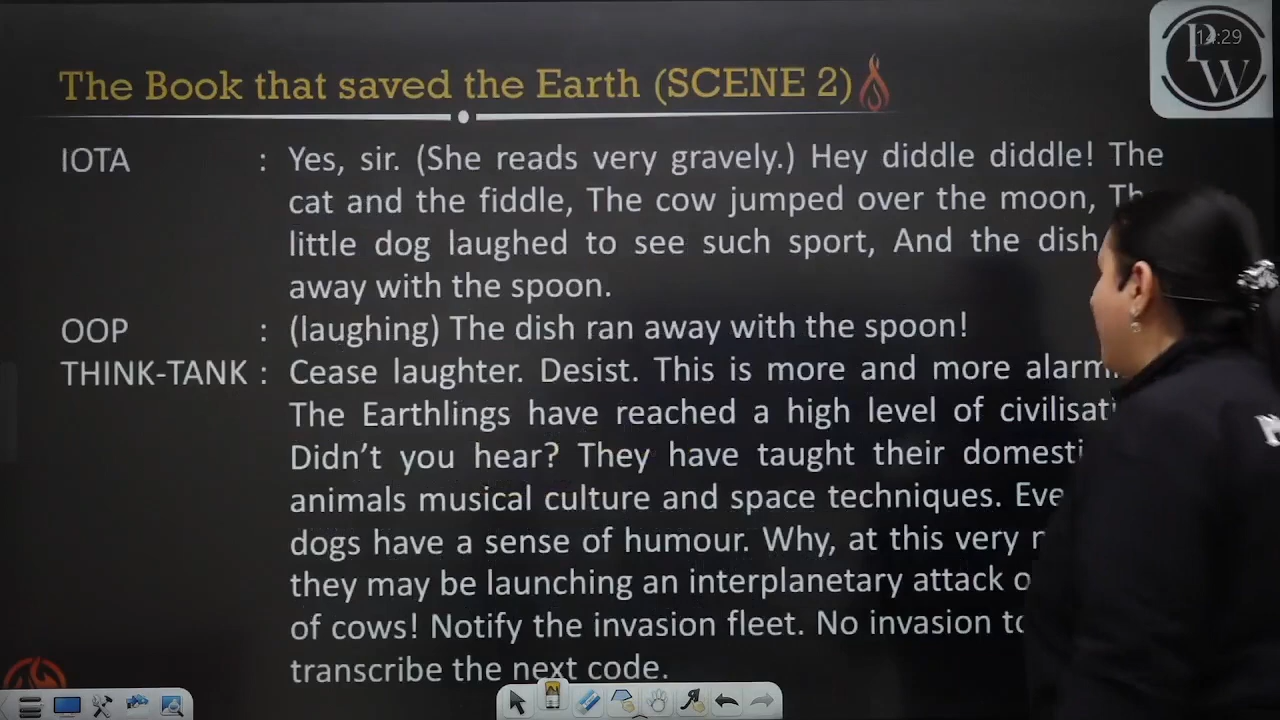 14:29
PW
The Book that saved the Earth (SCENE 2)
IOTA : Yes, sir. (She reads very gravely.) Hey diddle diddle! The
cat and the fiddle, The cow jumped over the moon,
little dog laughed to see such sport, And the dish
away with the spoon.
OOP : (laughing) The dish ran away with the spoon!
THINK-TANK : Cease laughter. Desist. This is more and more
The Earthlings have reached a high level of
Didn’t you hear? They have taught their
animals musical culture and space techniques.
dogs have a sense of humour. Why, at this very
they may be launching an interplanetary attack
of cows! Notify the invasion fleet. No invasion
transcribe the next code.